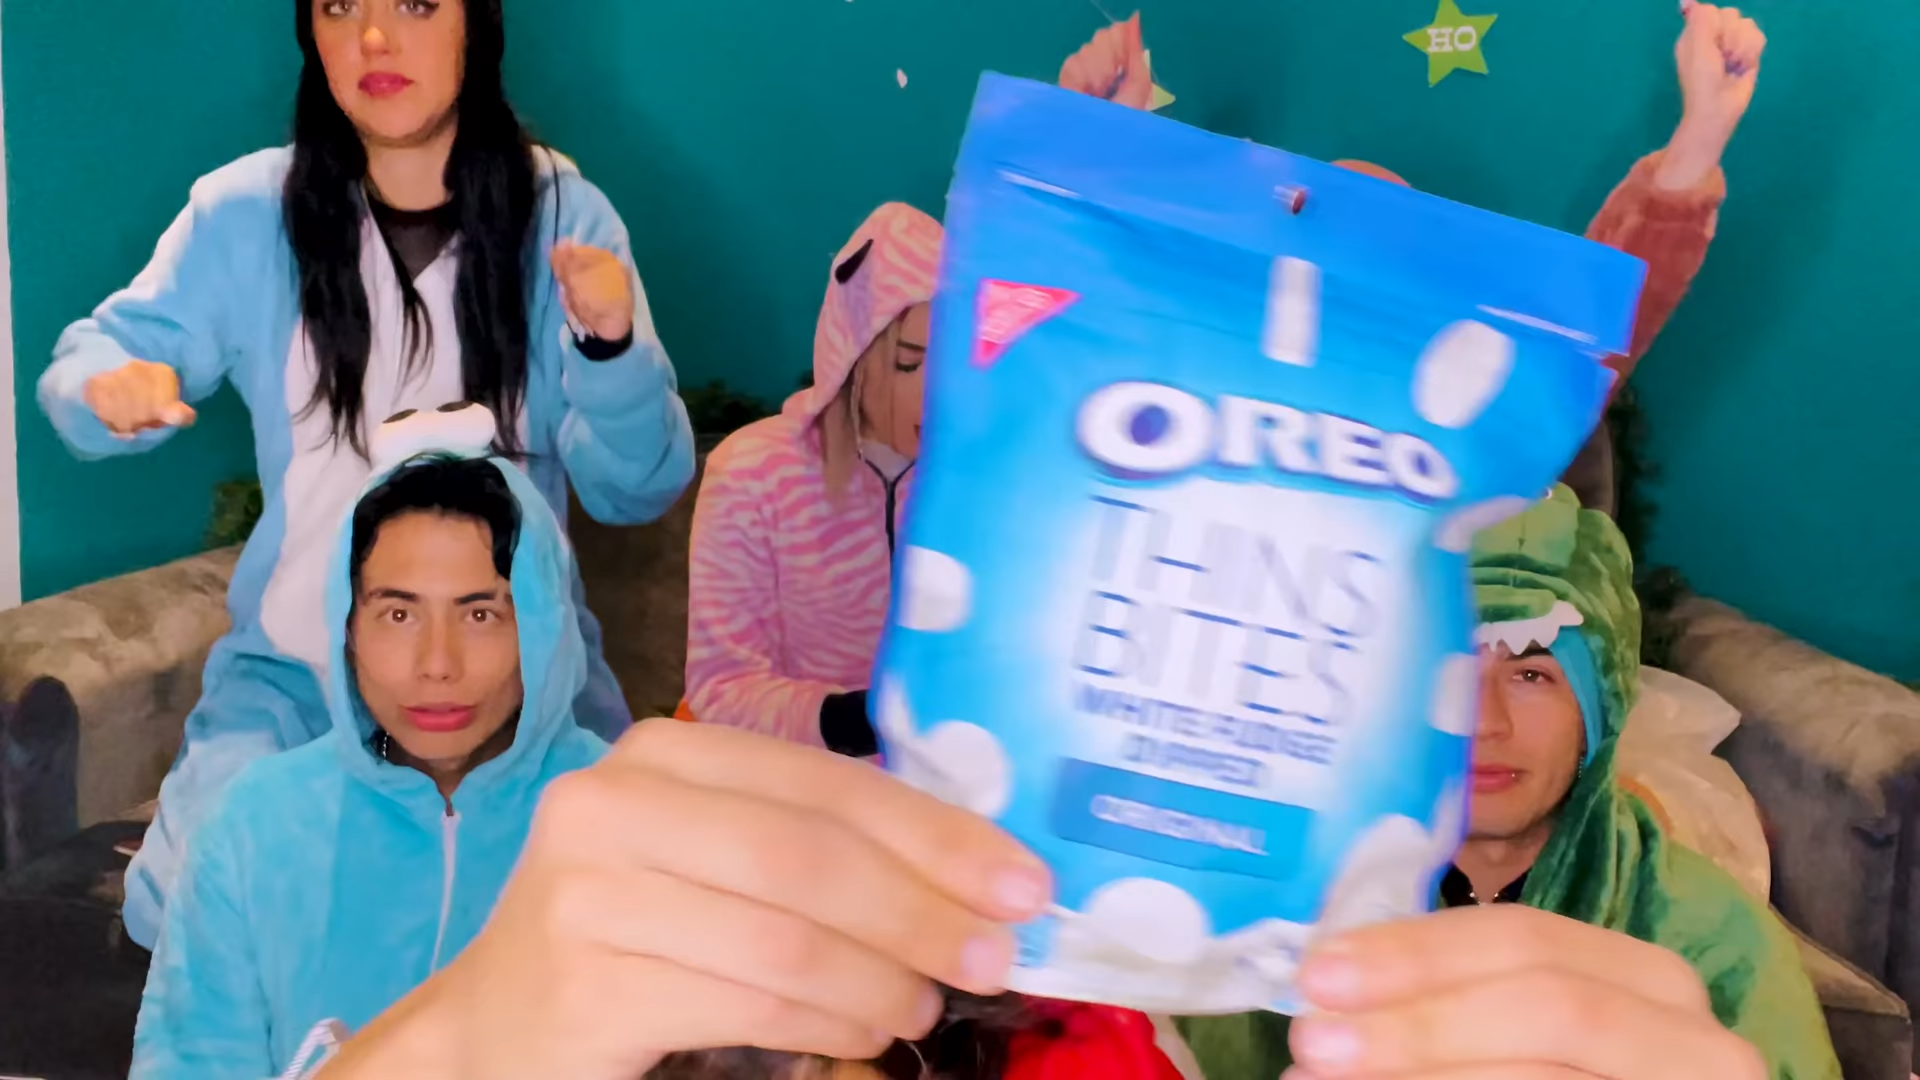 HO
OREO
THINS
BITES
WHITE FUDGE
DIPPED
ORIGINAL